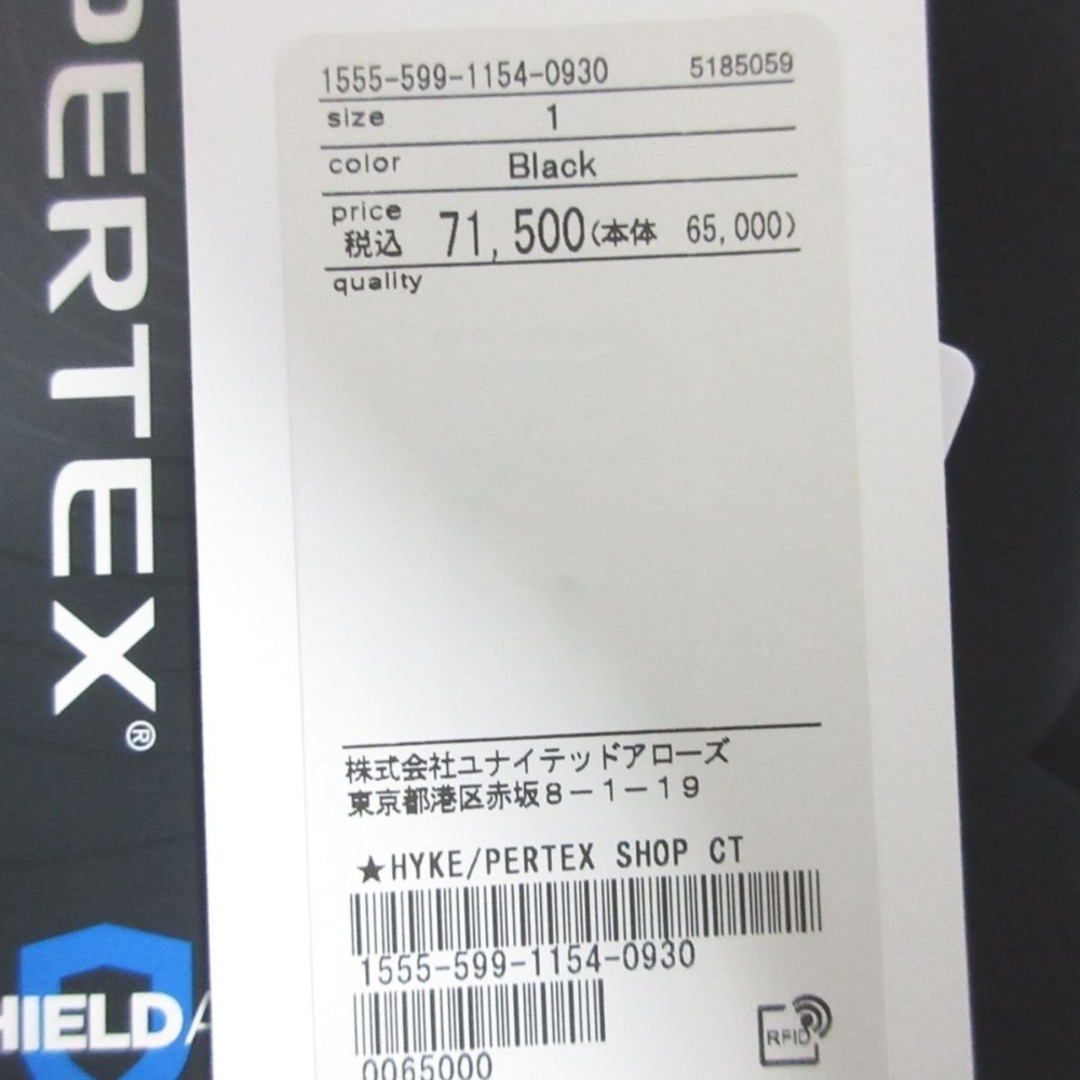 PERTEX®
1555-599-1154-0930 5185059
size 1
color Black
price
税込 71,500(本体 65,000)
quality
株式会社ユナイテッドアローズ
東京都港区赤坂8-1-19
★HYKE/PERTEX SHOP CT
1555-599-1154-0930
0065000
RFID
HIELD